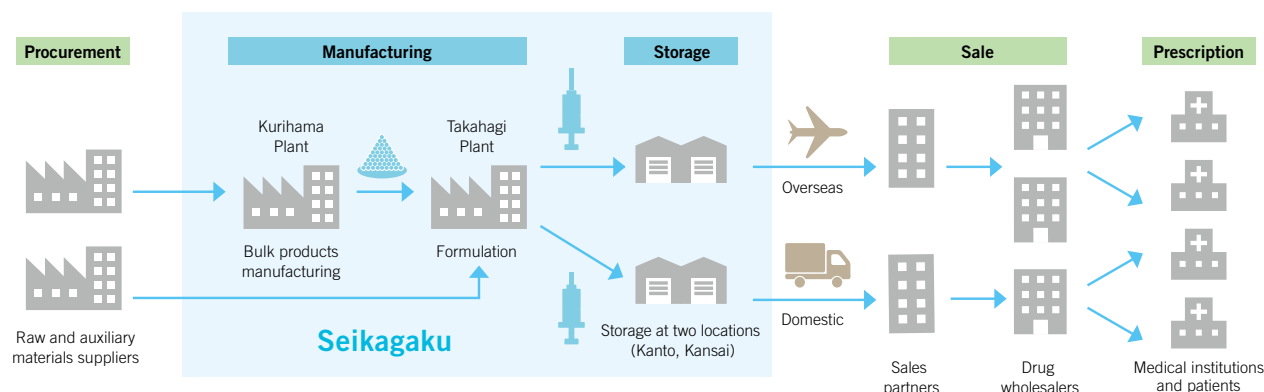 Procurement
Manufacturing
Storage
Sale
Prescription
Kurihama
Plant
Takahagi
Plant
Overseas
Bulk products
manufacturing
Formulation
Domestic
Raw and auxiliary
materials suppliers
Seikagaku
Storage at two locations
(Kanto, Kansai)
Sales
partners
Drug
wholesalers
Medical institutions
and patients